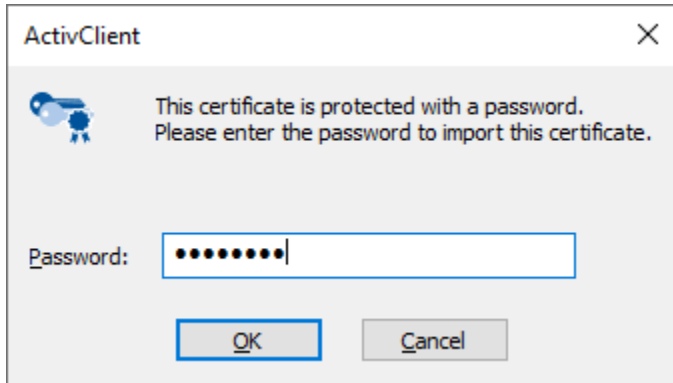 ActivClient
This certificate is protected with a password.
Please enter the password to import this certificate.
Password: ●●●●●●●●
OK Cancel